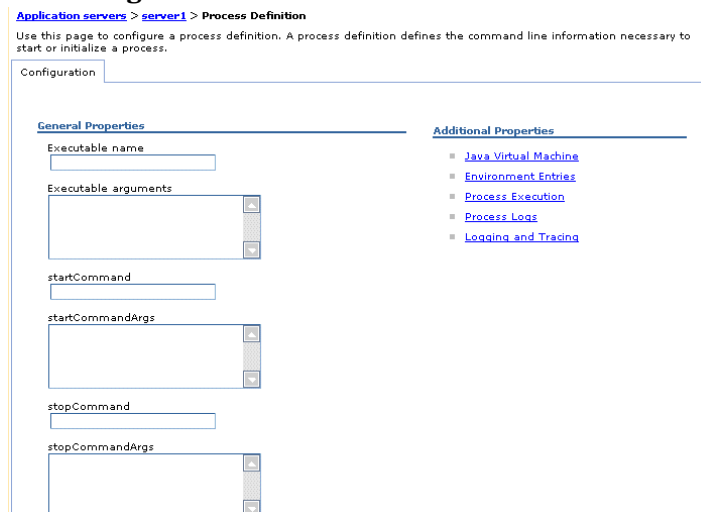 Application servers > server1 > Process Definition
Use this page to configure a process definition. A process definition defines the command line information necessary to
start or initialize a process.
Configuration
General Properties
Executable name
Executable arguments
startCommand
startCommandArgs
stopCommand
stopCommandArgs
Additional Properties
Java Virtual Machine
Environment Entries
Process Execution
Process Logs
Logging and Tracing